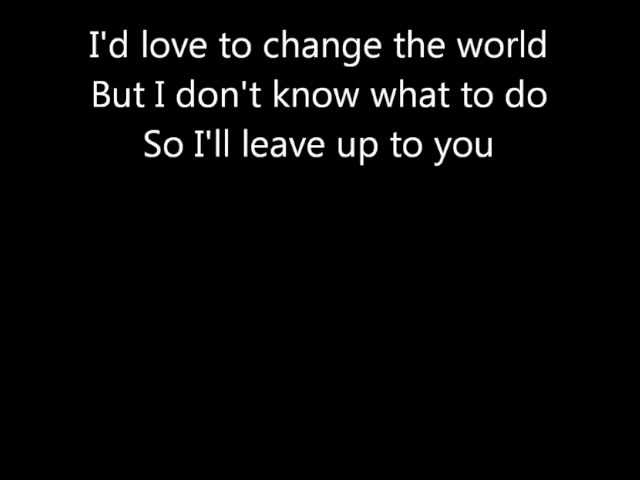 I'd love to change the world
But I don't know what to do
So I'll leave up to you